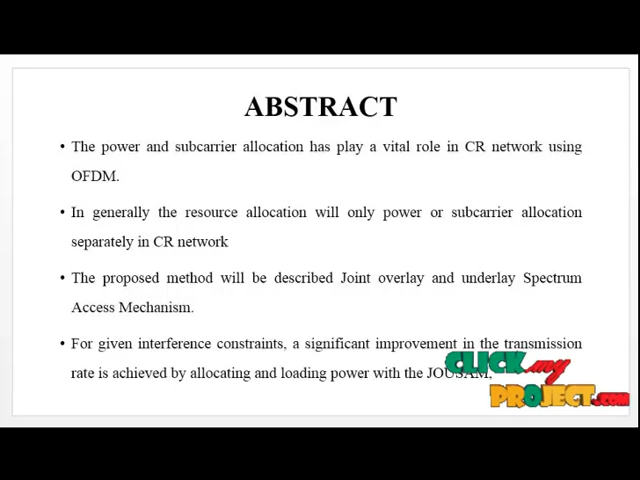 ABSTRACT
• The power and subcarrier allocation has play a vital role in CR network using
OFDM.
• In generally the resource allocation will only power or subcarrier allocation
separately in CR network
• The proposed method will be described Joint overlay and underlay Spectrum
Access Mechanism.
• For given interference constraints, a significant improvement in the transmission
rate is achieved by allocating and loading power with the JOUSAM.
CLICK my
PROJECT.com